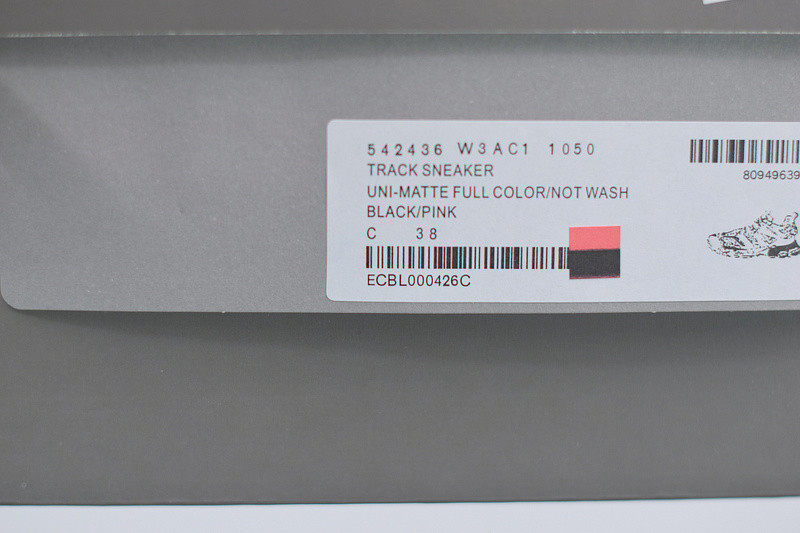 542436 W3AC1 1050
TRACK SNEAKER
UNI-MATTE FULL COLOR/NOT WASH
BLACK/PINK
C 38
ECBL000426C
80949639